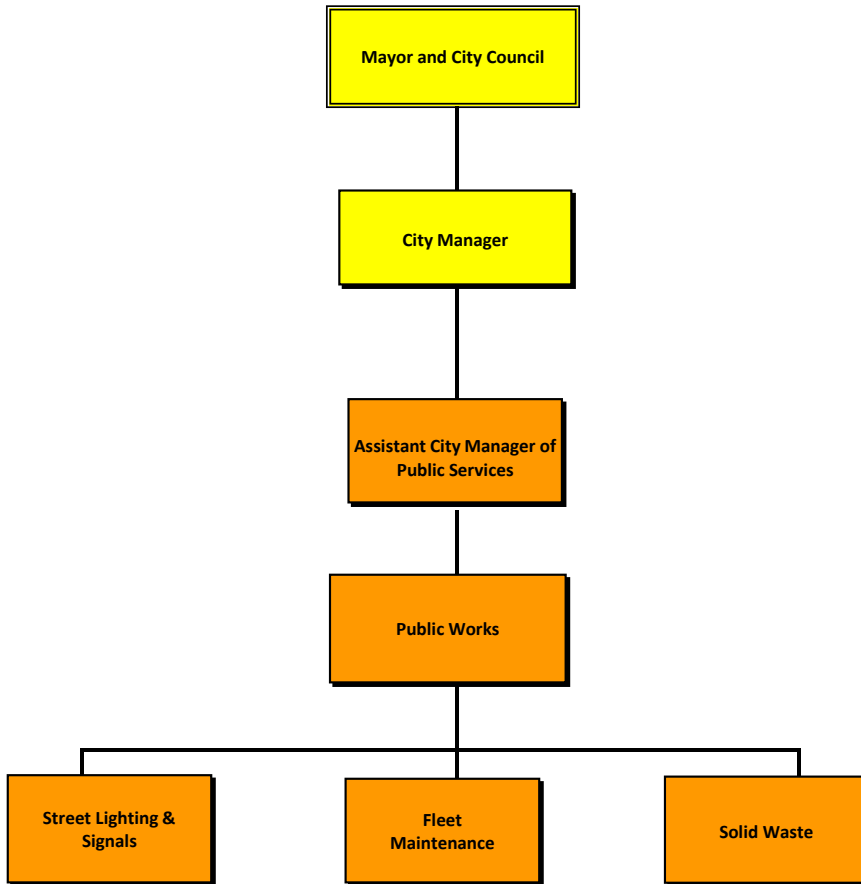 Mayor and City Council
City Manager
Assistant City Manager of
Public Services
Public Works
Street Lighting &
Signals
Fleet
Maintenance
Solid Waste